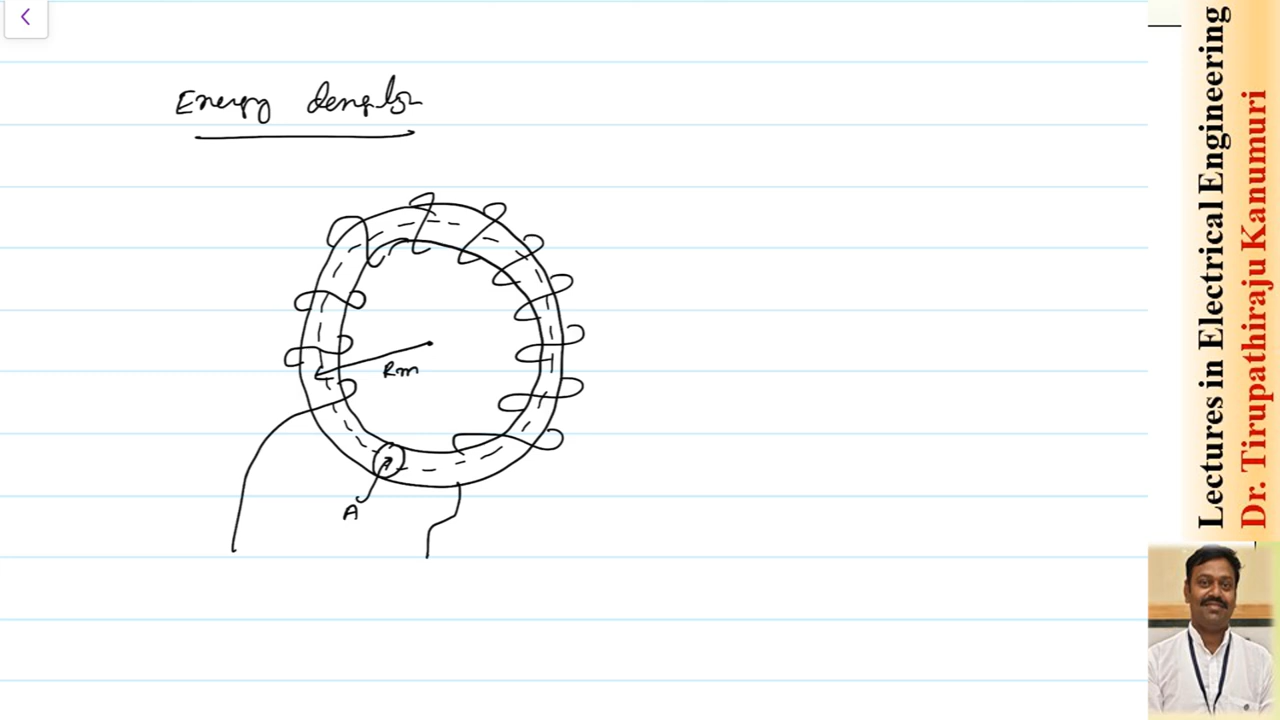 Energy density
Rm
A
Lectures in Electrical Engineering
Dr. Tirupathiraju Kanumuri